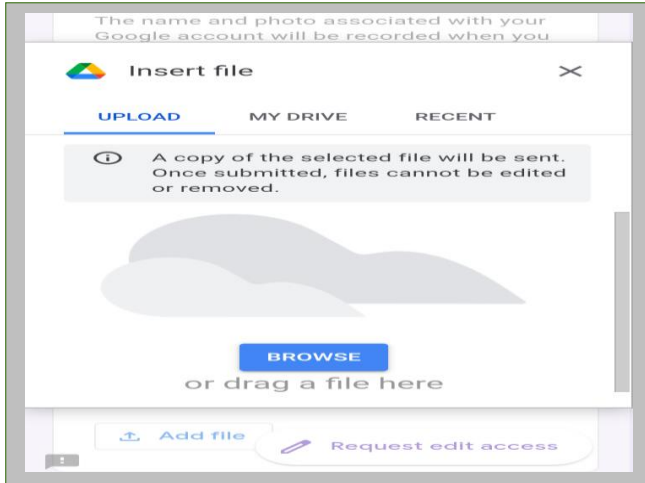 The name and photo associated with your
Google account will be recorded when you
Insert file
UPLOAD MY DRIVE RECENT
A copy of the selected file will be sent.
Once submitted, files cannot be edited
or removed.
BROWSE
or drag a file here
Add file
Request edit access